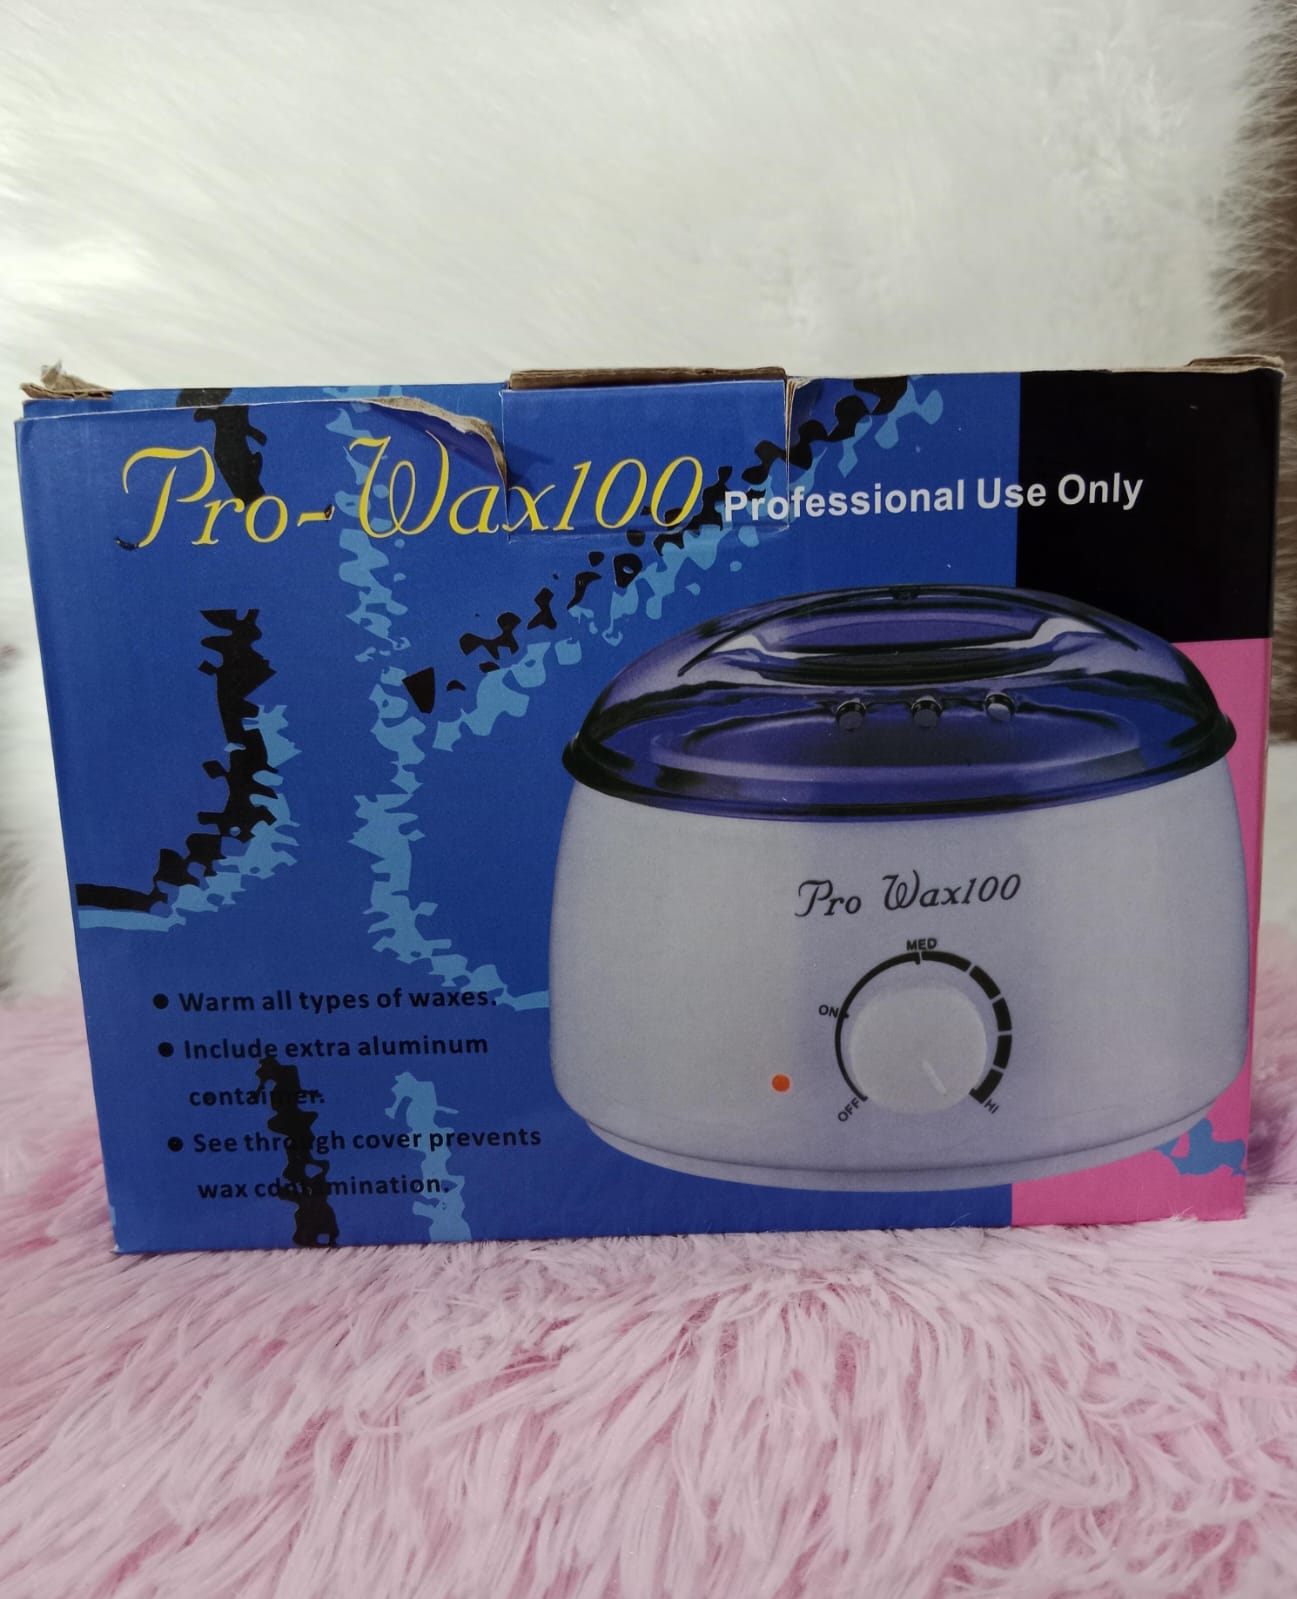 Pro-Wax100 Professional Use Only
Pro Wax100
MED
ON
OFF
HI
Warm all types of waxes.
Include extra aluminum
container.
See through cover prevents
wax contamination.